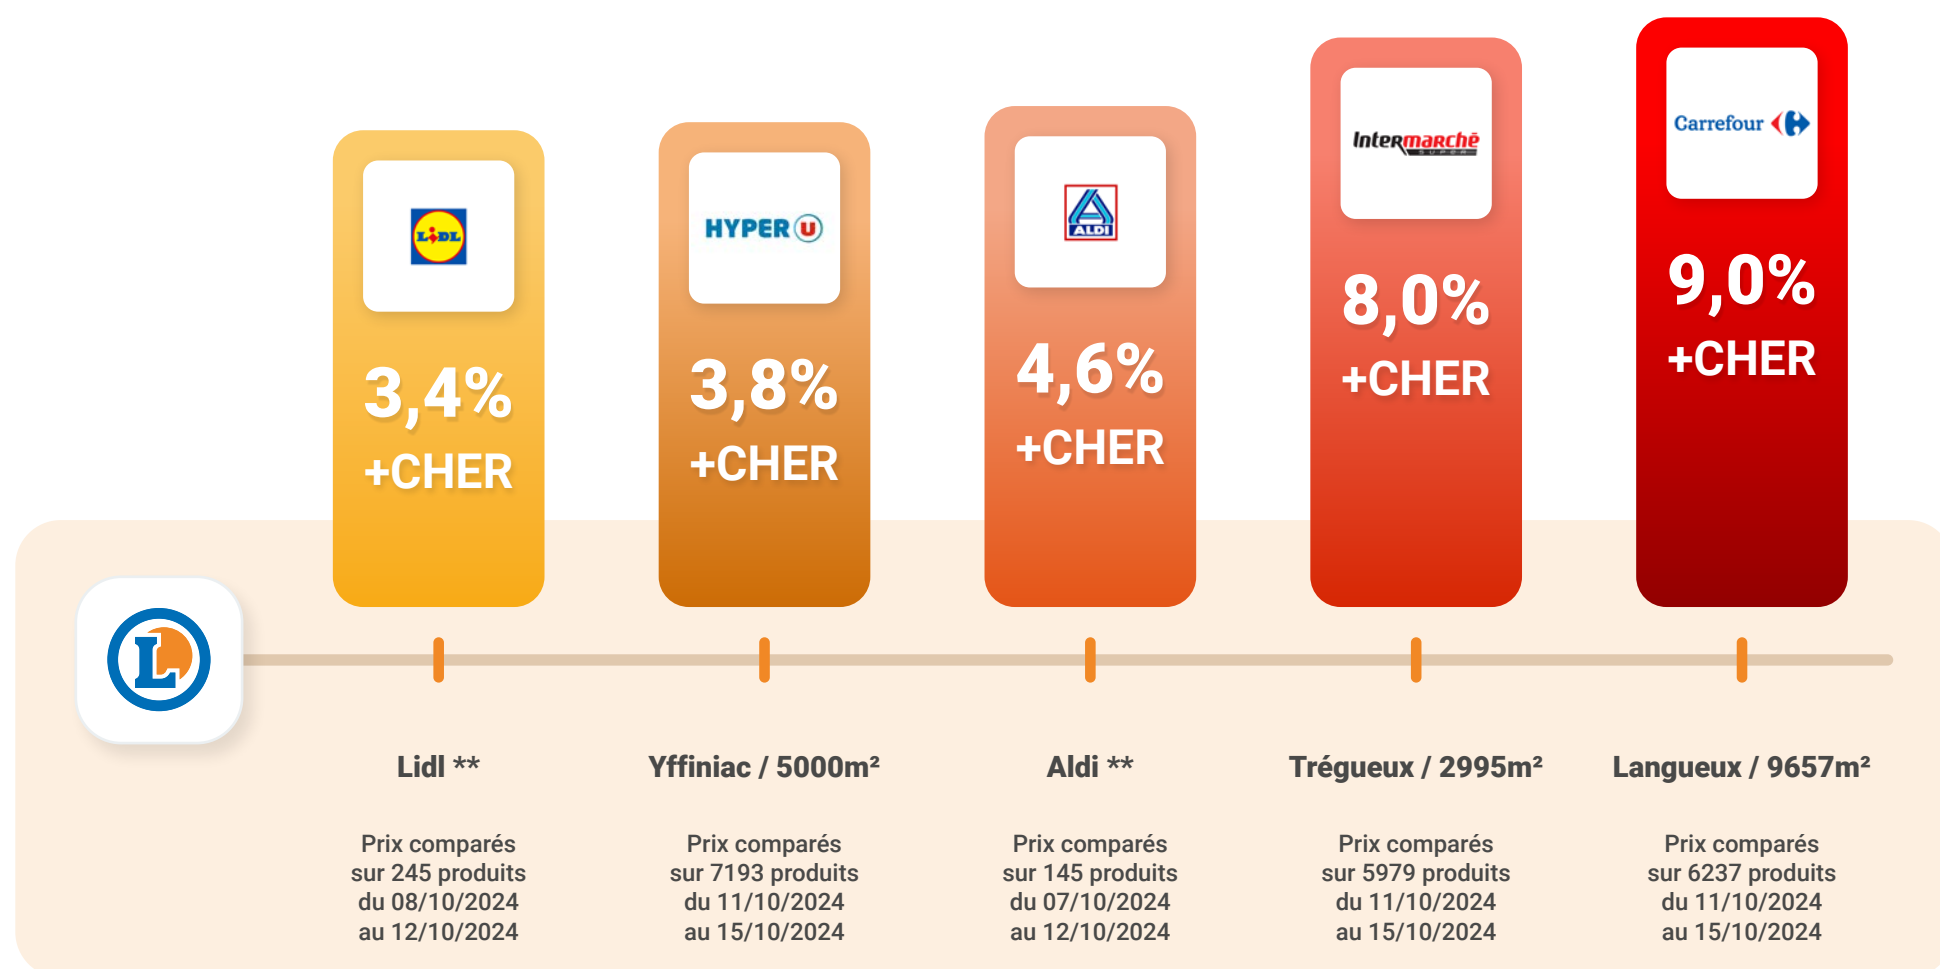 LIDL
3,4%
+CHER
HYPER U
3,8%
+CHER
ALDI
4,6%
+CHER
Intermarché
SUPER
8,0%
+CHER
Carrefour
9,0%
+CHER
L
Lidl **
Prix comparés
sur 245 produits
du 08/10/2024
au 12/10/2024
Yffiniac / 5000m²
Prix comparés
sur 7193 produits
du 11/10/2024
au 15/10/2024
Aldi **
Prix comparés
sur 145 produits
du 07/10/2024
au 12/10/2024
Trégueux / 2995m²
Prix comparés
sur 5979 produits
du 11/10/2024
au 15/10/2024
Langueux / 9657m²
Prix comparés
sur 6237 produits
du 11/10/2024
au 15/10/2024